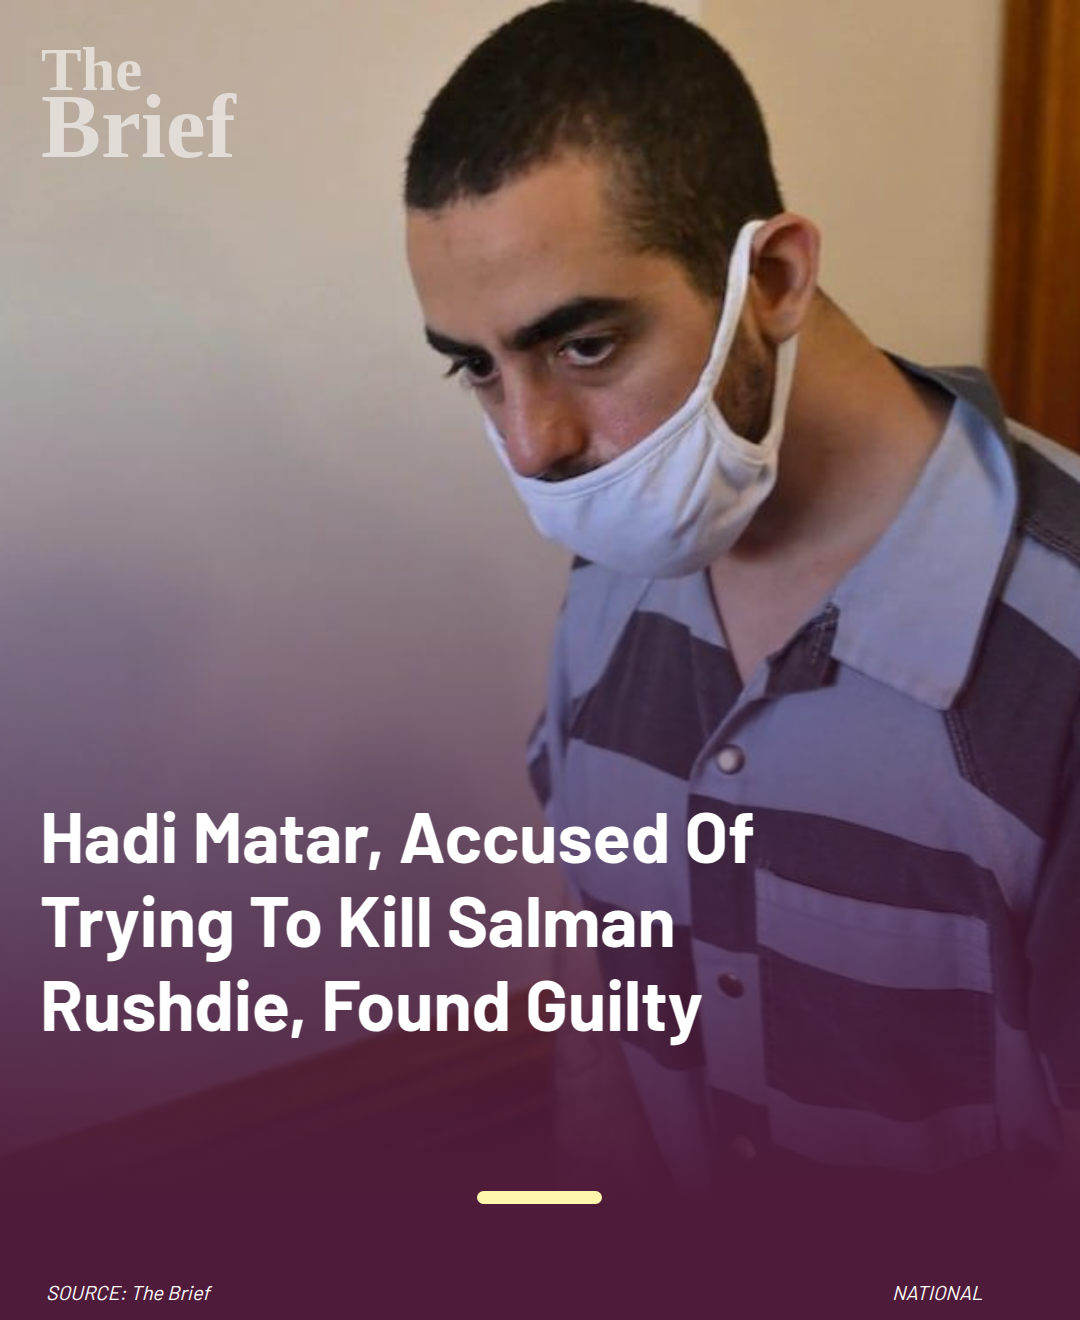 The
Brief
Hadi Matar, Accused Of
Trying To Kill Salman
Rushdie, Found Guilty
SOURCE: The Brief
NATIONAL